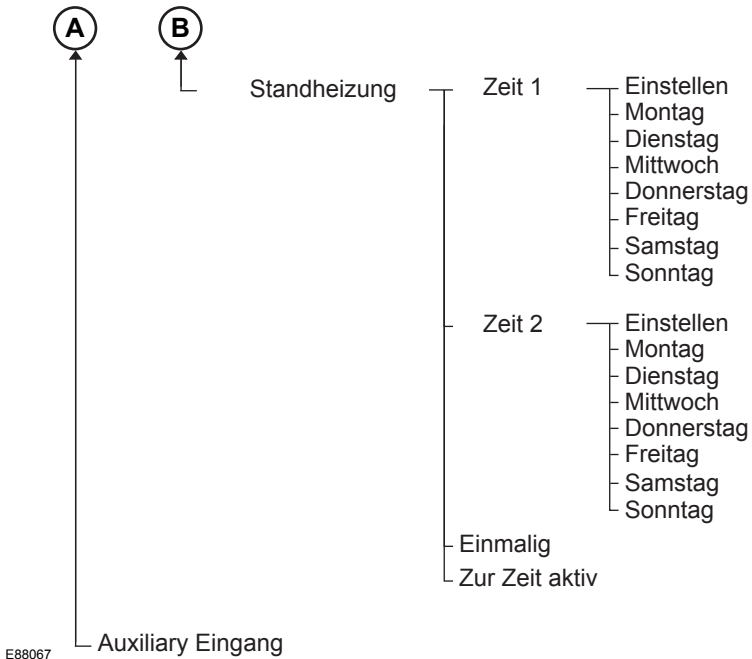 A B
Standheizung Zeit 1 Einstellen
Montag
Dienstag
Mittwoch
Donnerstag
Freitag
Samstag
Sonntag
Zeit 2 Einstellen
Montag
Dienstag
Mittwoch
Donnerstag
Freitag
Samstag
Sonntag
Einmalig
Zur Zeit aktiv
Auxiliary Eingang
E88067